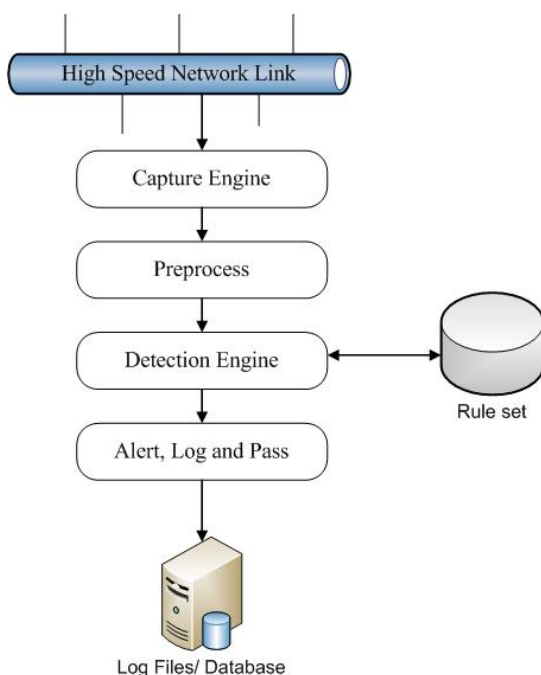 High Speed Network Link
Capture Engine
Preprocess
Detection Engine
Rule set
Alert, Log and Pass
Log Files/ Database